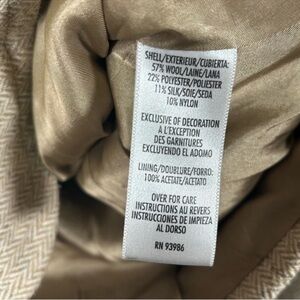 SHELL/EXTERIEUR/CUBIERTA:
57% WOOL/LAINE/LANA
22% POLYESTER/POLIESTER
11% SILK/SOIE/SEDA
10% NYLON
EXCLUSIVE OF DECORATION
A L'EXCEPTION
DES GARNITURES
EXCLUYENDO EL ADOMO
LINING/DOUBLURE/FORRO:
100% ACETATE/ACETATO
OVER FOR CARE
INSTRUCTIONS AU REVERS
INSTRUCCIONES DE LIMPIEZA
AL DORSO
RN 93986